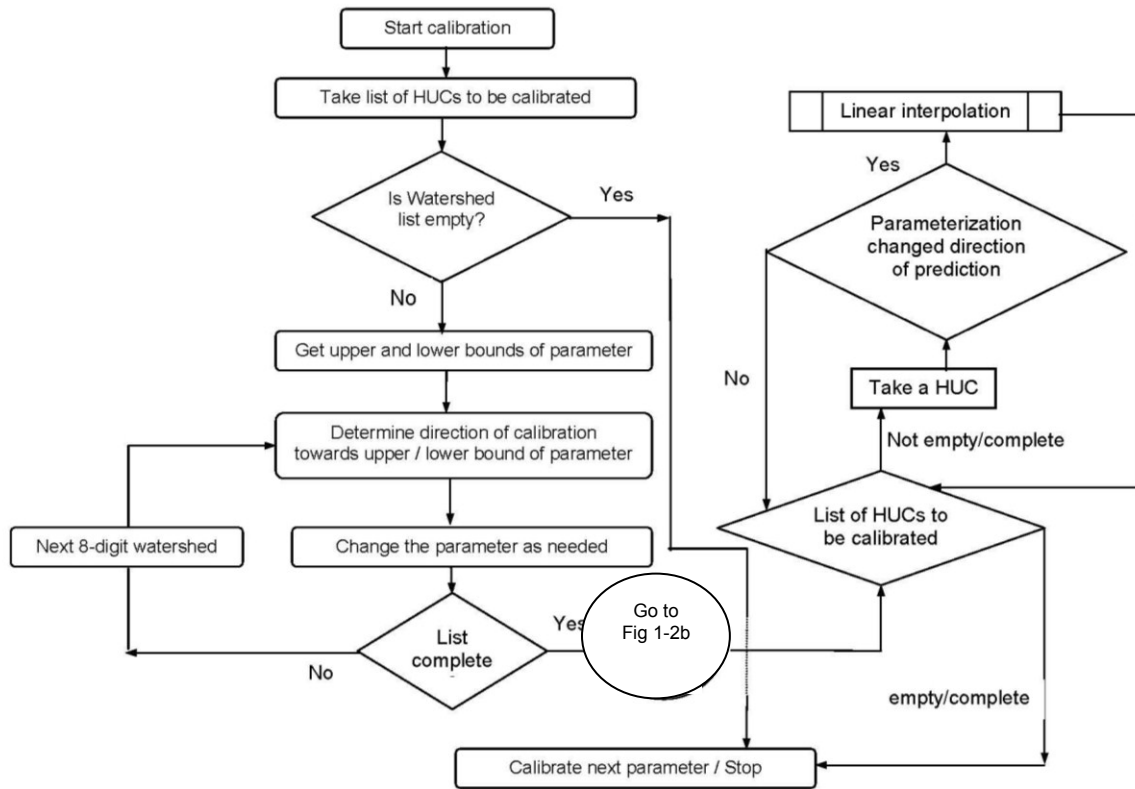 Start calibration
Take list of HUCs to be calibrated
Is Watershed
list empty?
Yes
No
Get upper and lower bounds of parameter
Determine direction of calibration
towards upper / lower bound of parameter
Next 8-digit watershed
Change the parameter as needed
List
complete
No
Yes
Go to
Fig 1-2b
Linear interpolation
Yes
Parameterization
changed direction
of prediction
No
Take a HUC
Not empty/complete
List of HUCs to
be calibrated
empty/complete
Calibrate next parameter / Stop